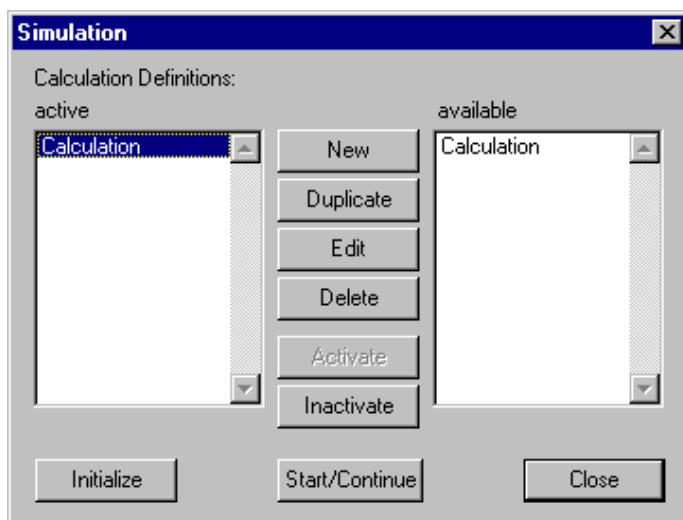 Simulation
Calculation Definitions:
active
available
Calculation
New
Calculation
Duplicate
Edit
Delete
Activate
Inactivate
Initialize
Start/Continue
Close